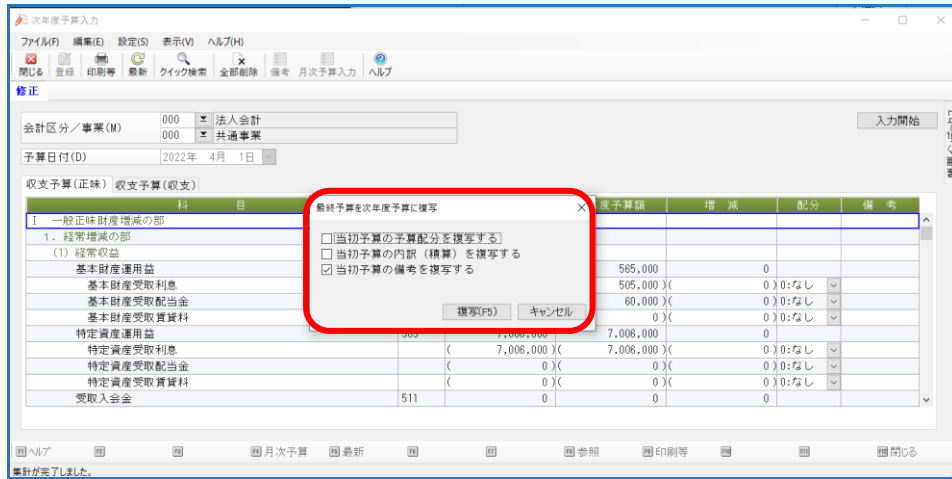 次年度予算入力
ファイル(F) 編集(E) 設定(S) 表示(V) ヘルプ(H)
閉じる 登録 印刷等 最新 クイック検索 全部削除 備考 月次予算入力 ヘルプ
修正
会計区分／事業(M) 000 法人会計
000 共通事業
入力開始
予算日付(D) 2022年 4月 1日
収支予算(正味) 収支予算(収支)
科 目 度予算額 増 減 配分 備 考
最終予算を次年度予算に複写
□当初予算の予算配分を複写する
□当初予算の内訳（積算）を複写する
☑当初予算の備考を複写する
複写(F5) キャンセル
I 一般正味財産増減の部
1. 経常増減の部
(1) 経常収益
基本財産運用益 565,000 0
基本財産受取利息 505,000 )( 0 ) 0:なし
基本財産受取配当金 60,000 )( 0 ) 0:なし
基本財産受取賃貸料 0 )( 0 ) 0:なし
特定資産運用益 7,006,000 0
特定資産受取利息 ( 7,006,000 )( 7,006,000 )( 0 ) 0:なし
特定資産受取配当金 ( 0 )( 0 )( 0 ) 0:なし
特定資産受取賃貸料 ( 0 )( 0 )( 0 ) 0:なし
受取入会金 511 0 0 0
F1 ヘルプ F2 F3 F4 月次予算 F5 最新 F6 F7 F8 参照 F9 印刷等 F10 F11 F12 閉じる
集計が完了しました。